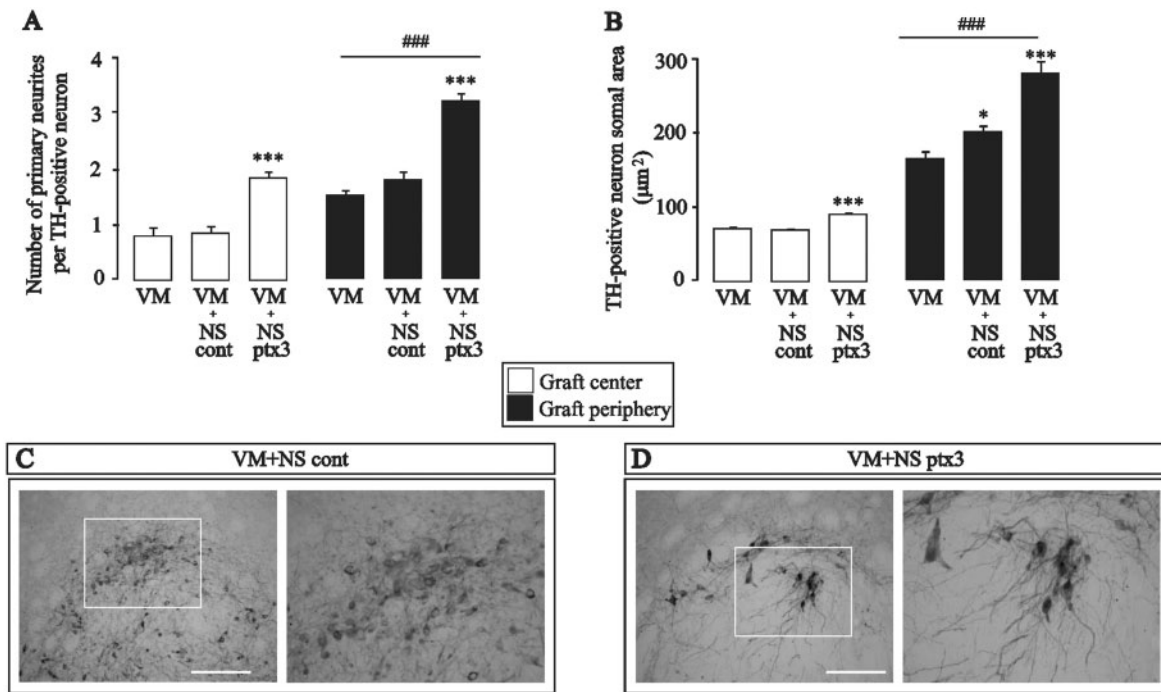 A
Number of primary neurites
per TH-positive neuron
4
3
2
1
0
###
***
***
VM
VM
+
NS
cont
VM
+
NS
ptx3
VM
VM
+
NS
cont
VM
+
NS
ptx3
B
TH-positive neuron somal area
(μm²)
300
200
100
0
###
***
*
***
VM
VM
+
NS
cont
VM
+
NS
ptx3
VM
VM
+
NS
cont
VM
+
NS
ptx3
Graft center
Graft periphery
C
VM+NS cont
D
VM+NS ptx3